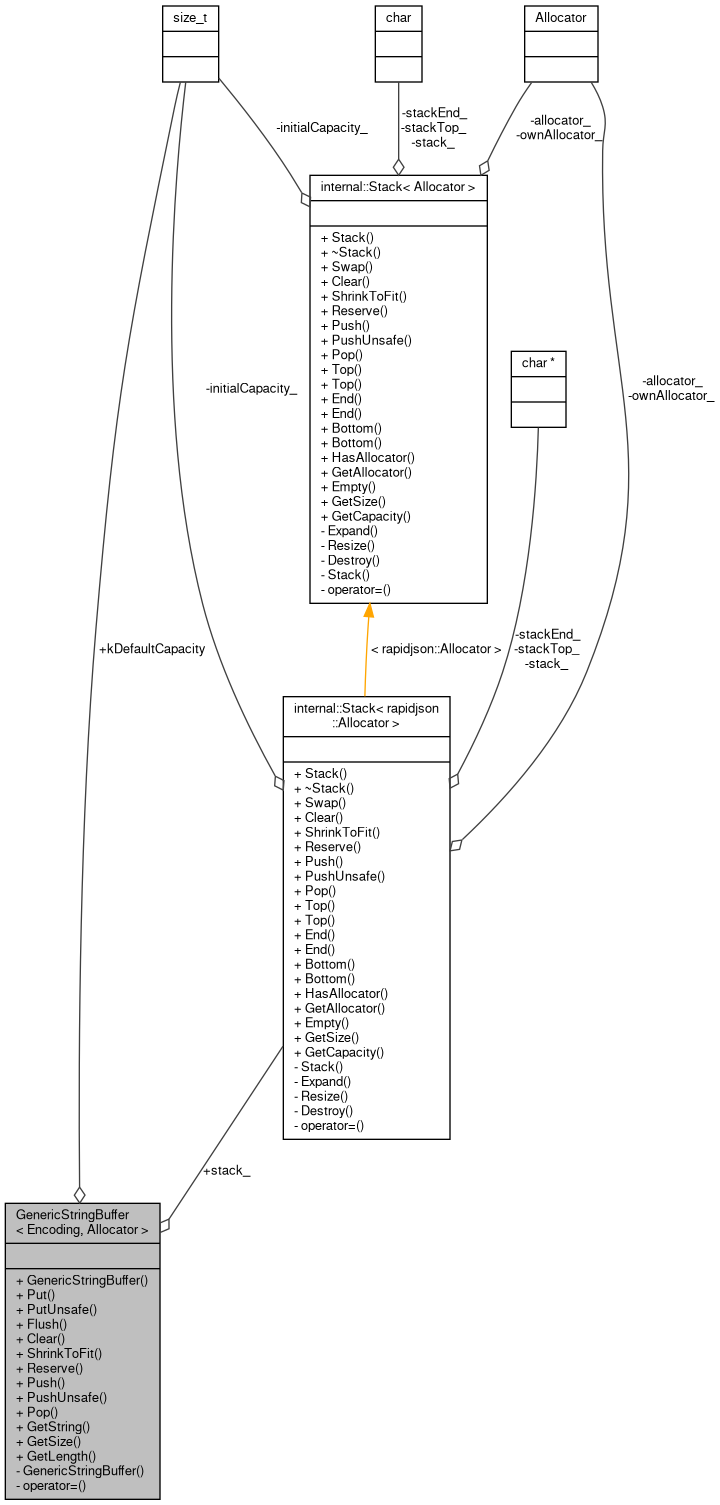 size_t
char
Allocator
-initialCapacity_
-stackEnd_
-stackTop_
-stack_
-allocator_
-ownAllocator_
internal::Stack< Allocator >
+ Stack()
+ ~Stack()
+ Swap()
+ Clear()
+ ShrinkToFit()
+ Reserve()
+ Push()
+ PushUnsafe()
+ Pop()
+ Top()
+ Top()
+ End()
+ End()
+ Bottom()
+ Bottom()
+ HasAllocator()
+ GetAllocator()
+ Empty()
+ GetSize()
+ GetCapacity()
- Expand()
- Resize()
- Destroy()
- Stack()
- operator=()
char *
-initialCapacity_
-allocator_
-ownAllocator_
+kDefaultCapacity
< rapidjson::Allocator >
-stackEnd_
-stackTop_
-stack_
internal::Stack< rapidjson
::Allocator >
+ Stack()
+ ~Stack()
+ Swap()
+ Clear()
+ ShrinkToFit()
+ Reserve()
+ Push()
+ PushUnsafe()
+ Pop()
+ Top()
+ Top()
+ End()
+ End()
+ Bottom()
+ Bottom()
+ HasAllocator()
+ GetAllocator()
+ Empty()
+ GetSize()
+ GetCapacity()
- Stack()
- Expand()
- Resize()
- Destroy()
- operator=()
+stack_
GenericStringBuffer
< Encoding, Allocator >
+ GenericStringBuffer()
+ Put()
+ PutUnsafe()
+ Flush()
+ Clear()
+ ShrinkToFit()
+ Reserve()
+ Push()
+ PushUnsafe()
+ Pop()
+ GetString()
+ GetSize()
+ GetLength()
- GenericStringBuffer()
- operator=()